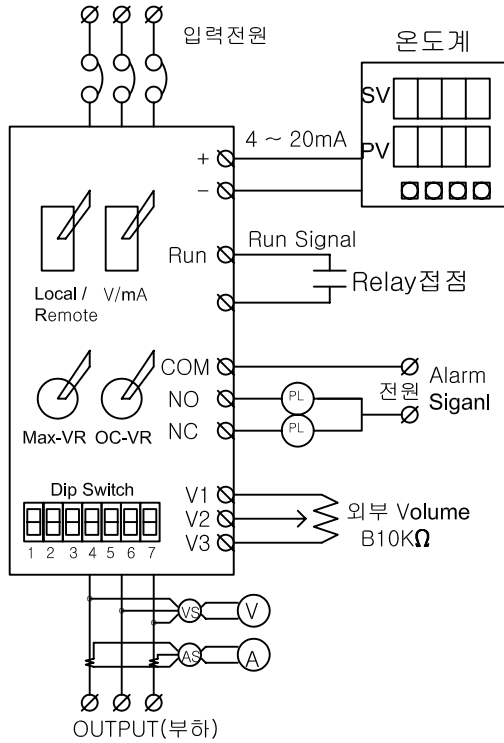 입력전원
온도계
SV
PV
+ 4 ~ 20mA
−
Run Run Signal
Relay접점
Local / Remote
V/mA
COM
NO PL
NC PL
전원
Alarm
Siganl
Max-VR OC-VR
Dip Switch
1 2 3 4 5 6 7
V1
V2
V3
외부 Volume
B10KΩ
VS V
AS A
OUTPUT(부하)